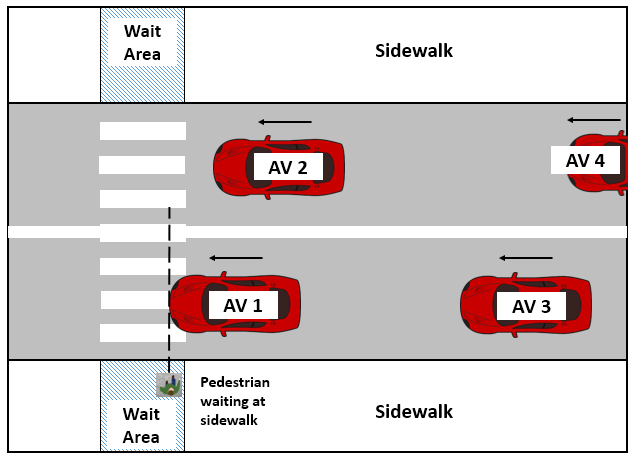 Wait
Area
Sidewalk
AV 2
AV 4
AV 1
AV 3
Pedestrian
waiting at
sidewalk
Wait
Area
Sidewalk